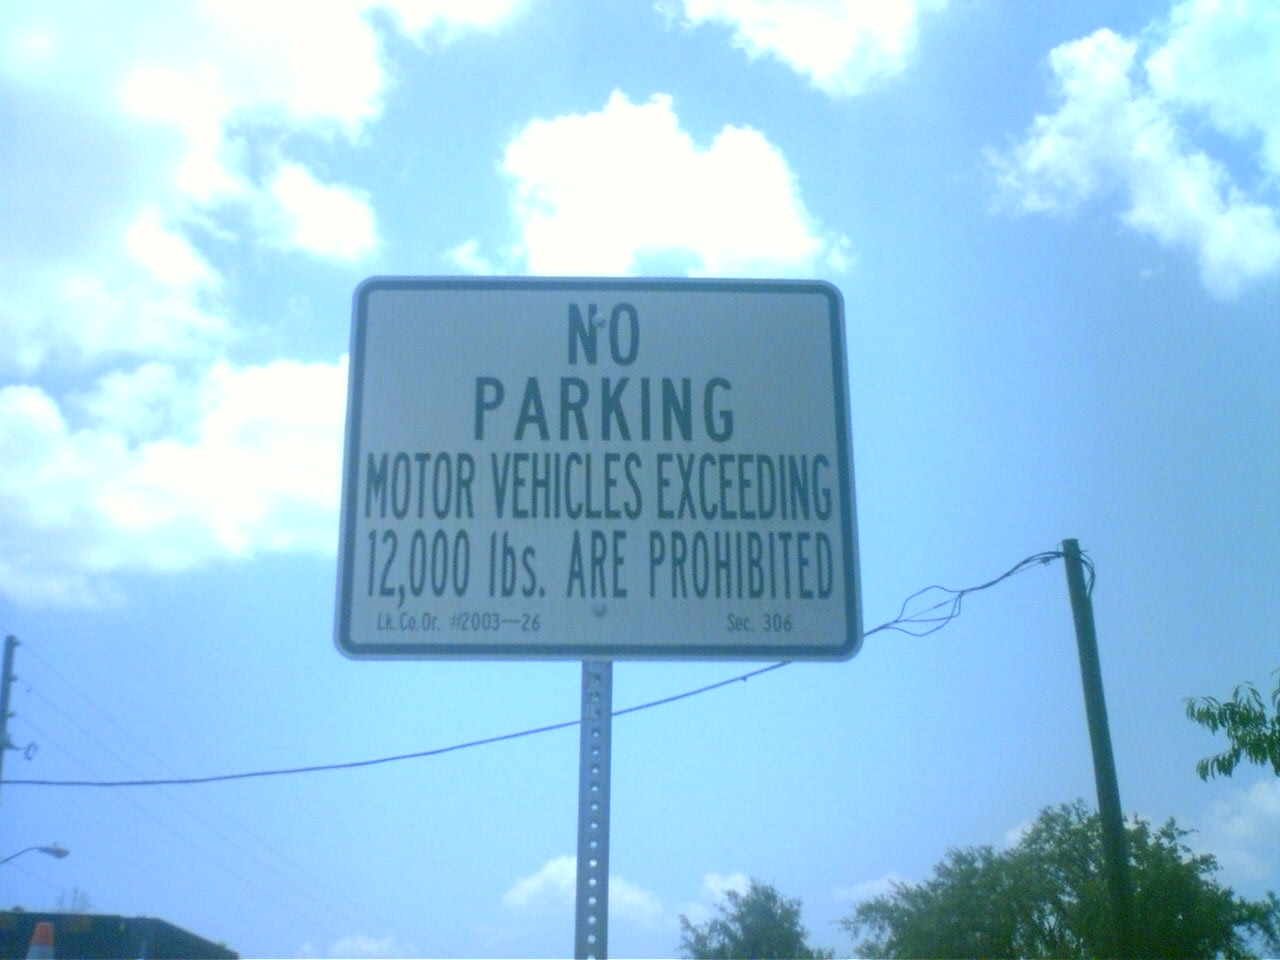 NO
PARKING
MOTOR VEHICLES EXCEEDING
12,000 lbs. ARE PROHIBITED
Lk. Co. Or. #2003—26 Sec. 306